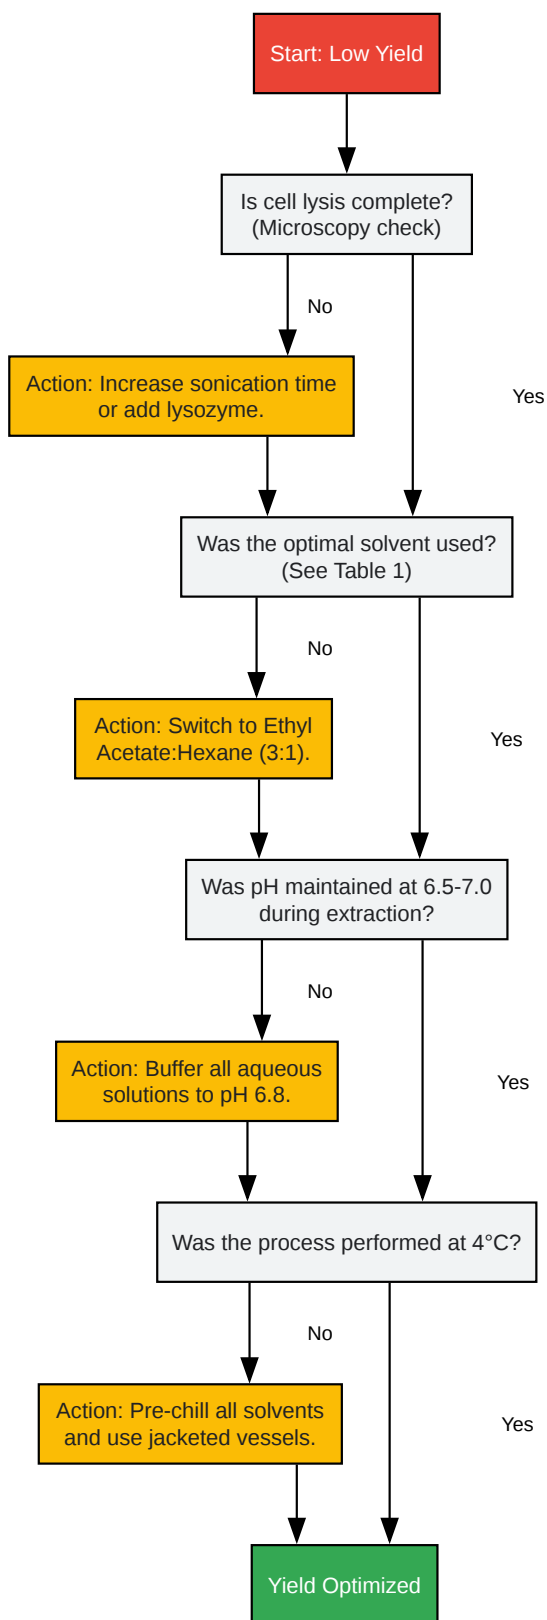 Start: Low Yield
Is cell lysis complete?
(Microscopy check)
No
Action: Increase sonication time
or add lysozyme.
Yes
Was the optimal solvent used?
(See Table 1)
No
Action: Switch to Ethyl
Acetate:Hexane (3:1).
Yes
Was pH maintained at 6.5-7.0
during extraction?
No
Action: Buffer all aqueous
solutions to pH 6.8.
Yes
Was the process performed at 4°C?
No
Action: Pre-chill all solvents
and use jacketed vessels.
Yes
Yield Optimized